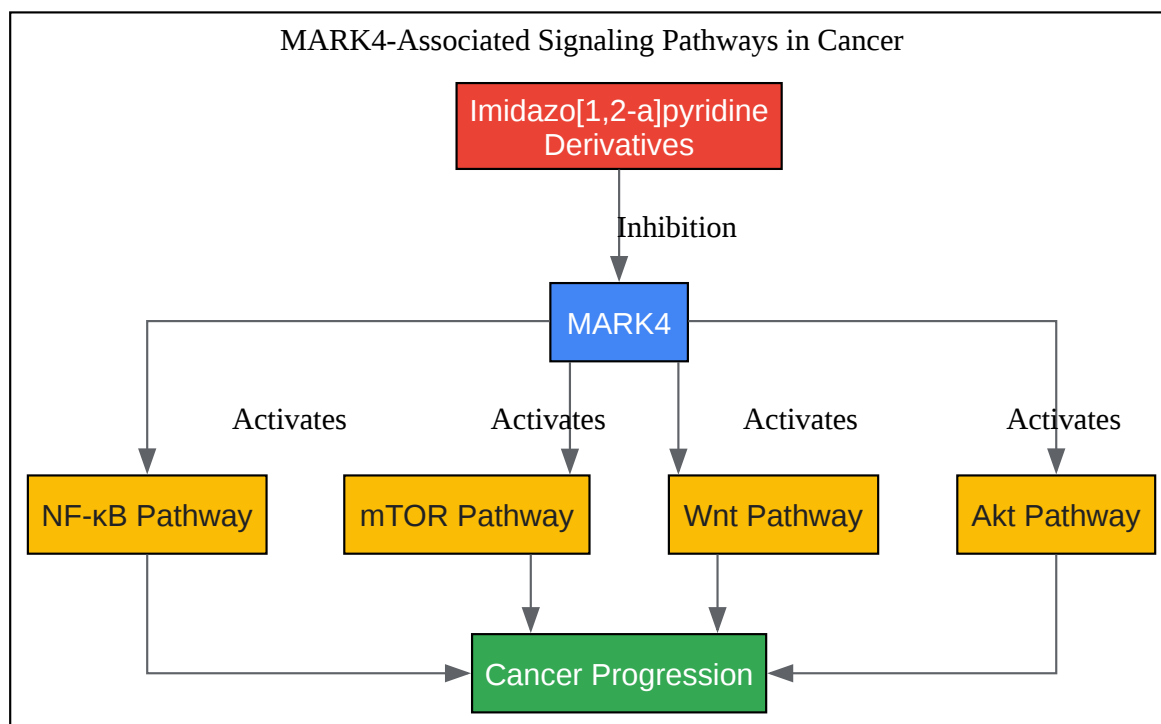 MARK4-Associated Signaling Pathways in Cancer
Imidazo[1,2-a]pyridine
Derivatives
Inhibition
MARK4
Activates
Activates
Activates
Activates
NF-κB Pathway
mTOR Pathway
Wnt Pathway
Akt Pathway
Cancer Progression